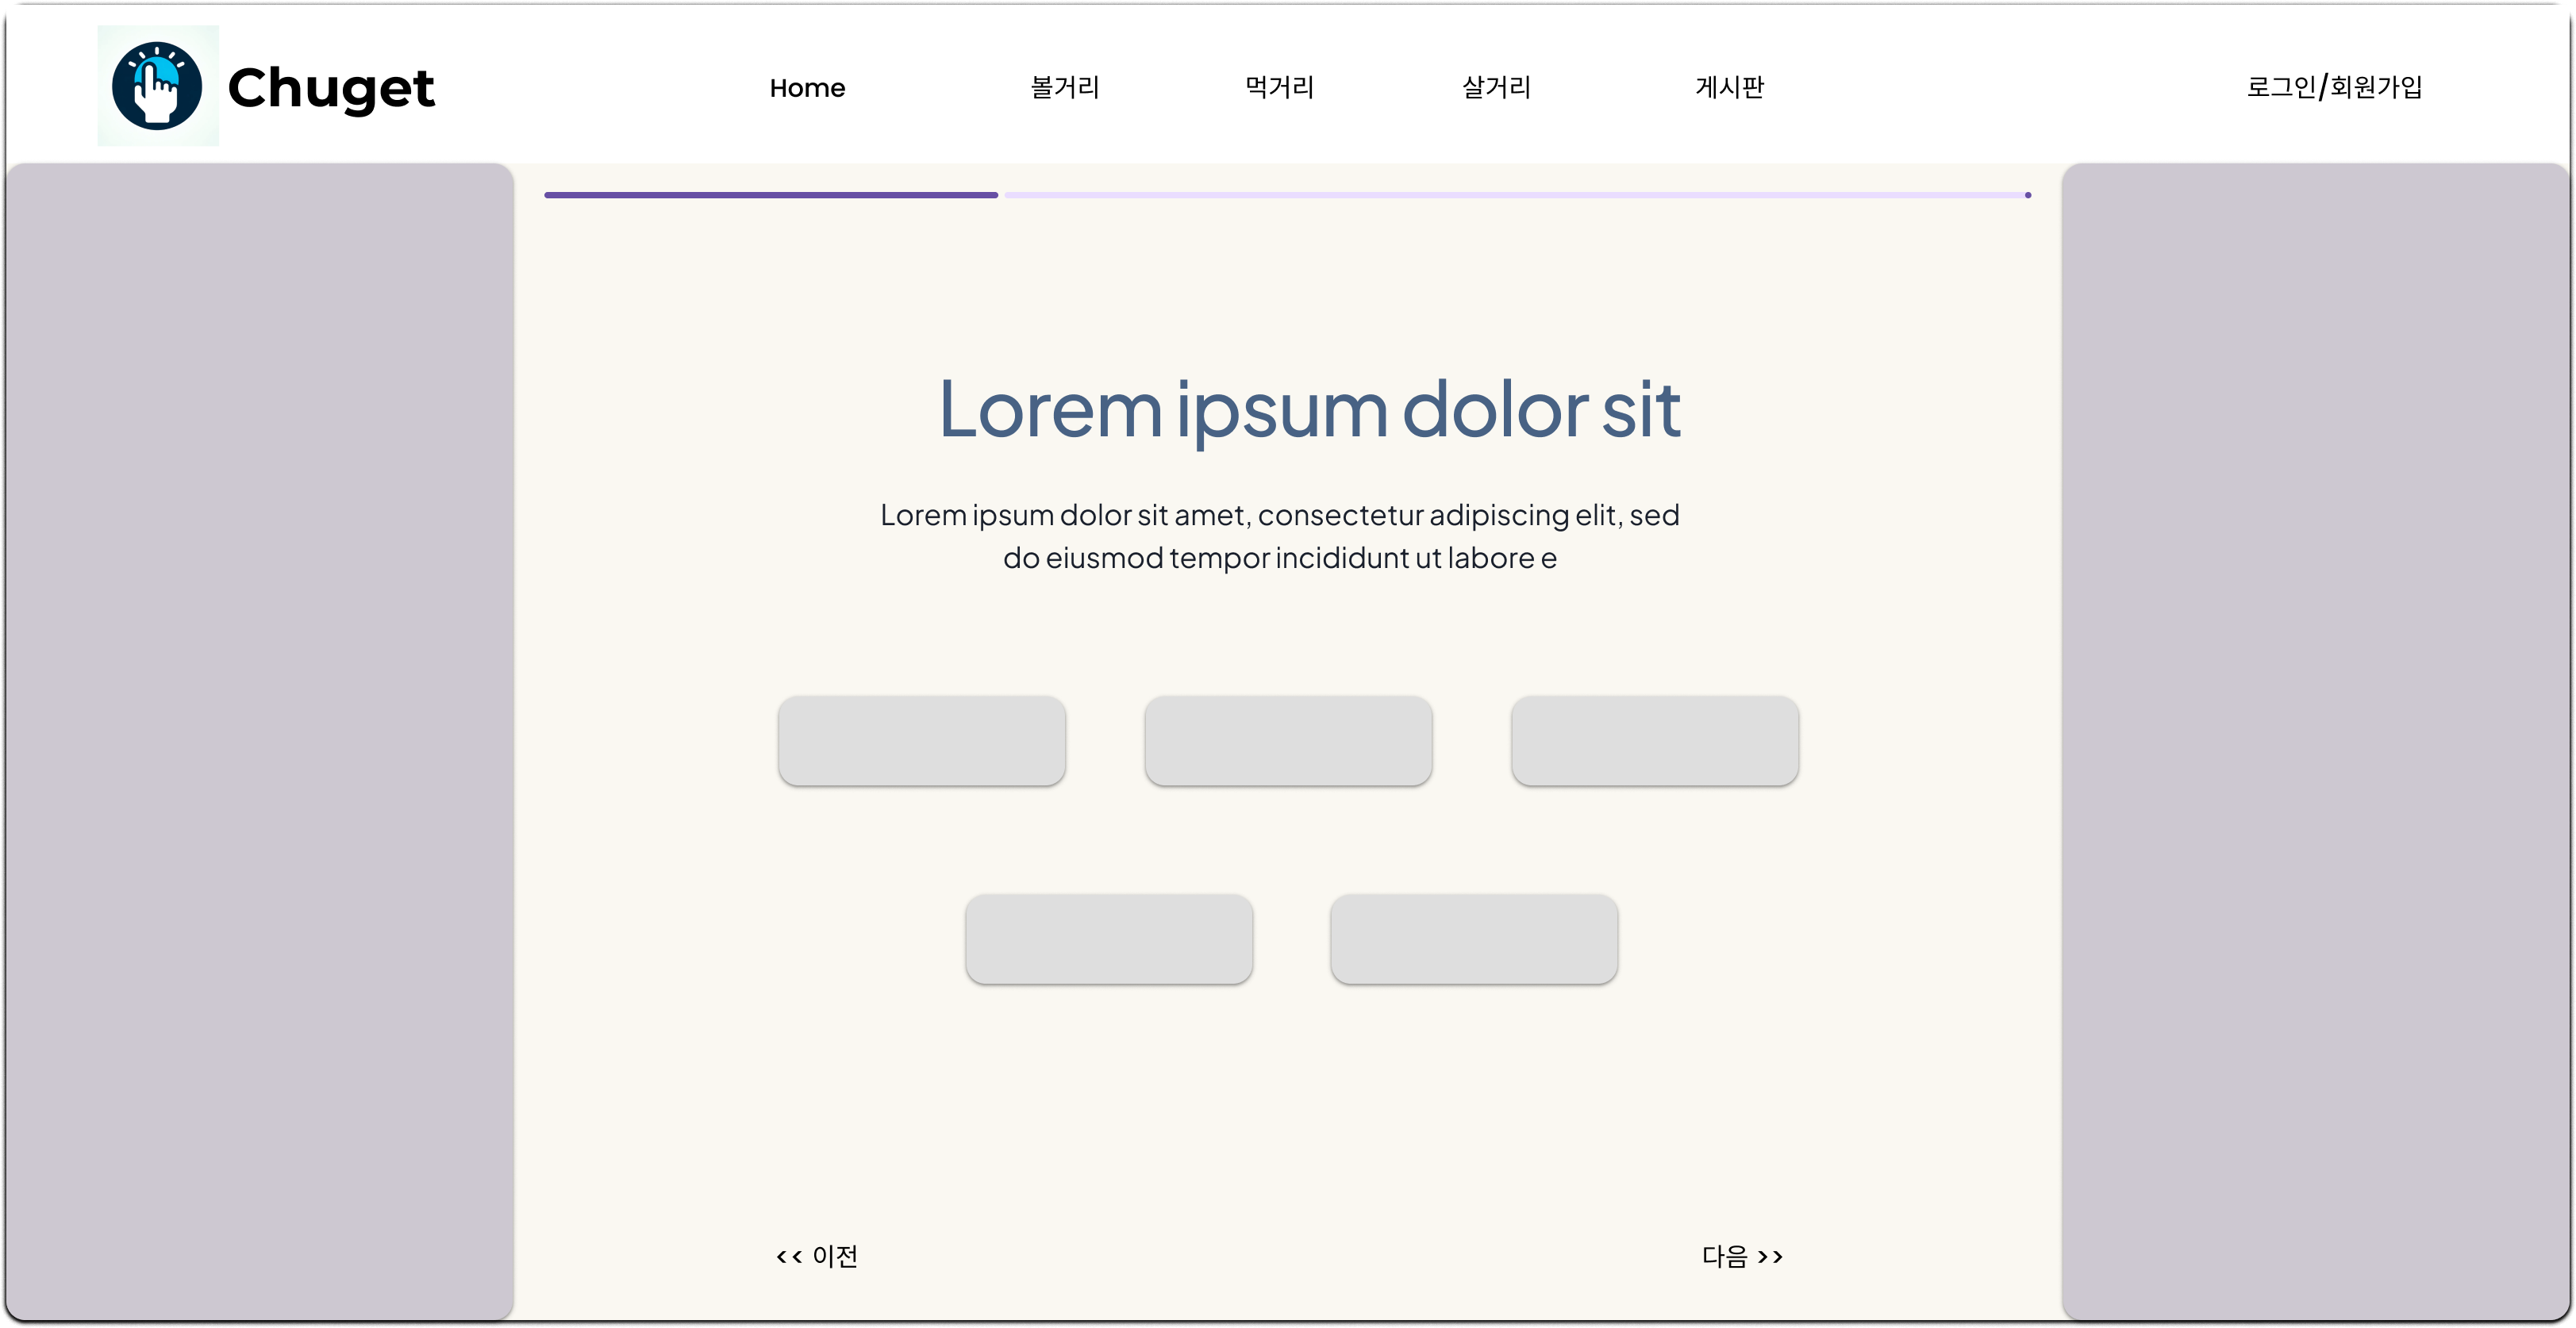 Chuget
Home
볼거리
먹거리
살거리
게시판
로그인/회원가입
Lorem ipsum dolor sit
Lorem ipsum dolor sit amet, consectetur adipiscing elit, sed
do eiusmod tempor incididunt ut labore e
<< 이전
다음 >>